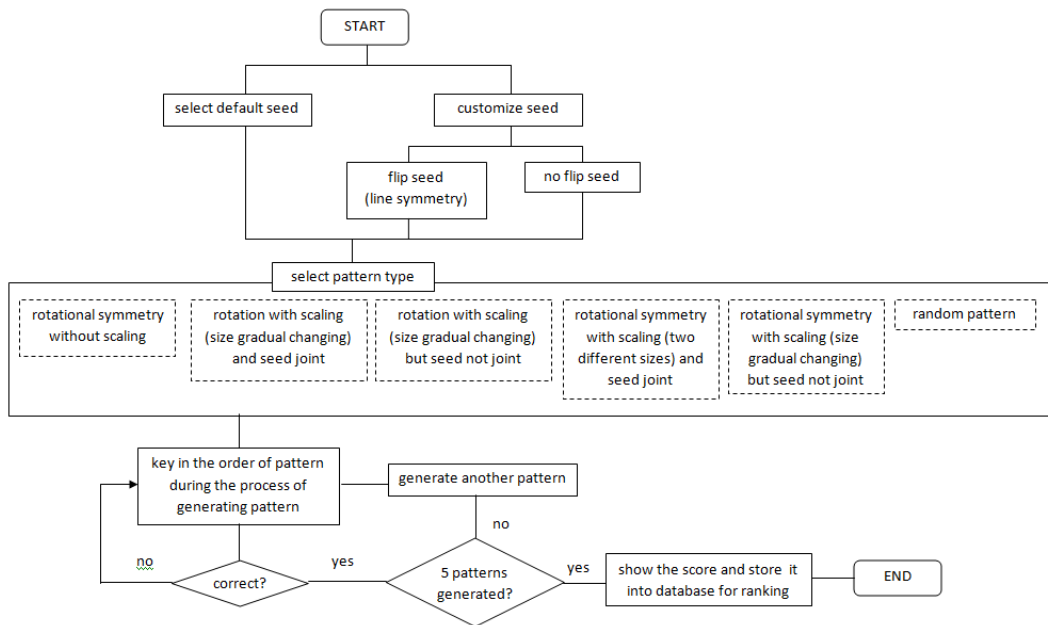 START
select default seed
customize seed
flip seed
(line symmetry)
no flip seed
select pattern type
rotational symmetry
without scaling
rotation with scaling
(size gradual changing)
and seed joint
rotation with scaling
(size gradual changing)
but seed not joint
rotational symmetry
with scaling (two
different sizes) and
seed joint
rotational symmetry
with scaling (size
gradual changing)
but seed not joint
random pattern
key in the order of pattern
during the process of
generating pattern
generate another pattern
no
no
correct?
yes
5 patterns
generated?
yes
show the score and store it
into database for ranking
END